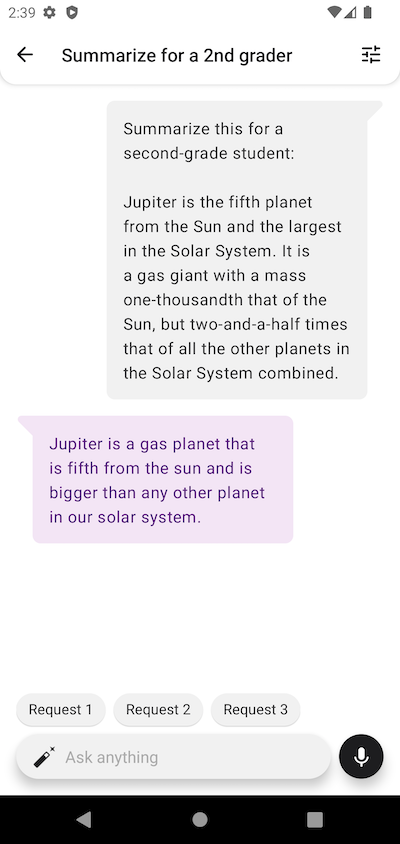 2:39
Summarize for a 2nd grader
Summarize this for a
second-grade student:
Jupiter is the fifth planet
from the Sun and the largest
in the Solar System. It is
a gas giant with a mass
one-thousandth that of the
Sun, but two-and-a-half times
that of all the other planets in
the Solar System combined.
Jupiter is a gas planet that
is fifth from the sun and is
bigger than any other planet
in our solar system.
Request 1
Request 2
Request 3
Ask anything